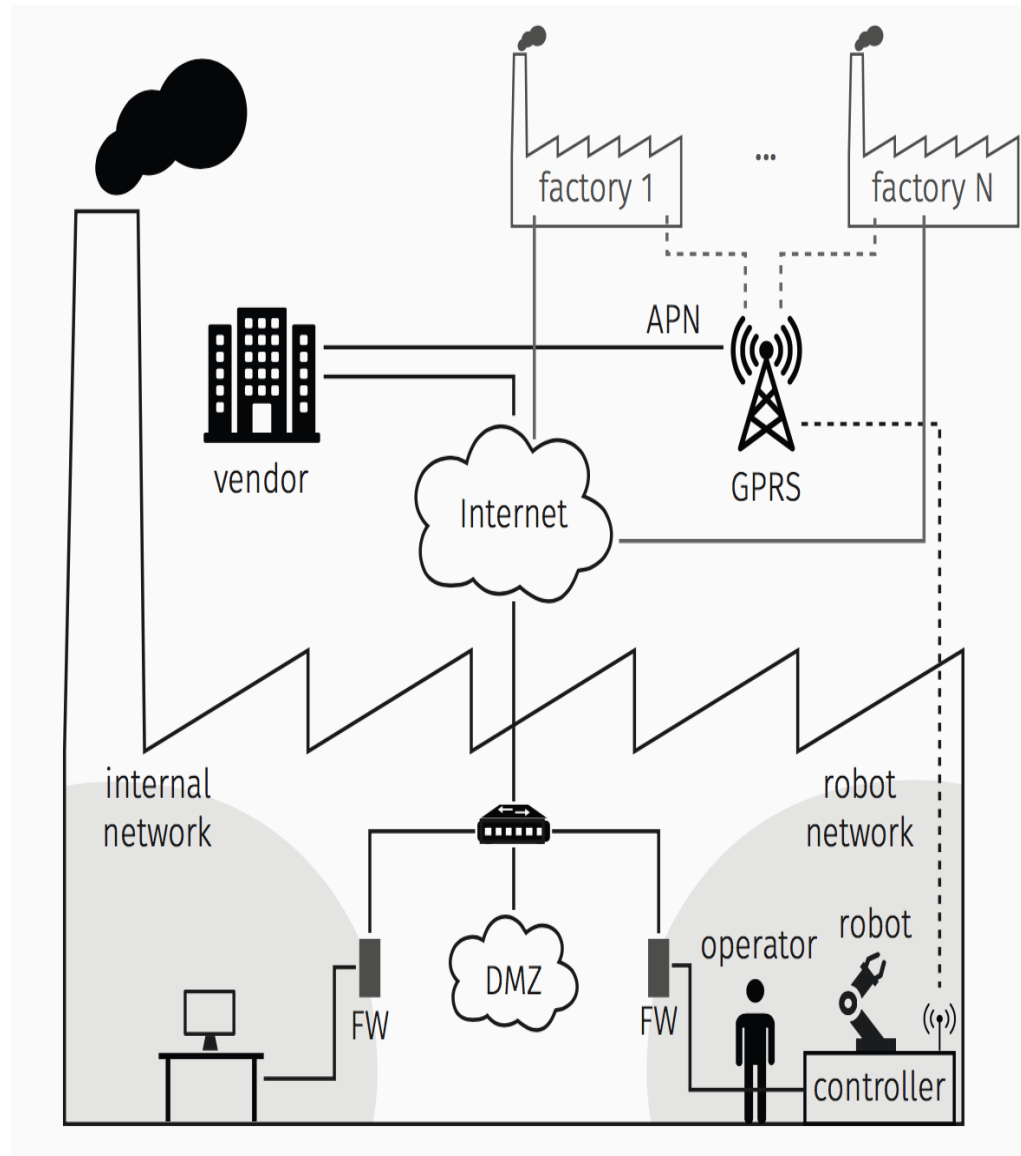 factory 1
...
factory N
APN
vendor
GPRS
Internet
internal
network
robot
network
robot
operator
DMZ
FW
FW
controller